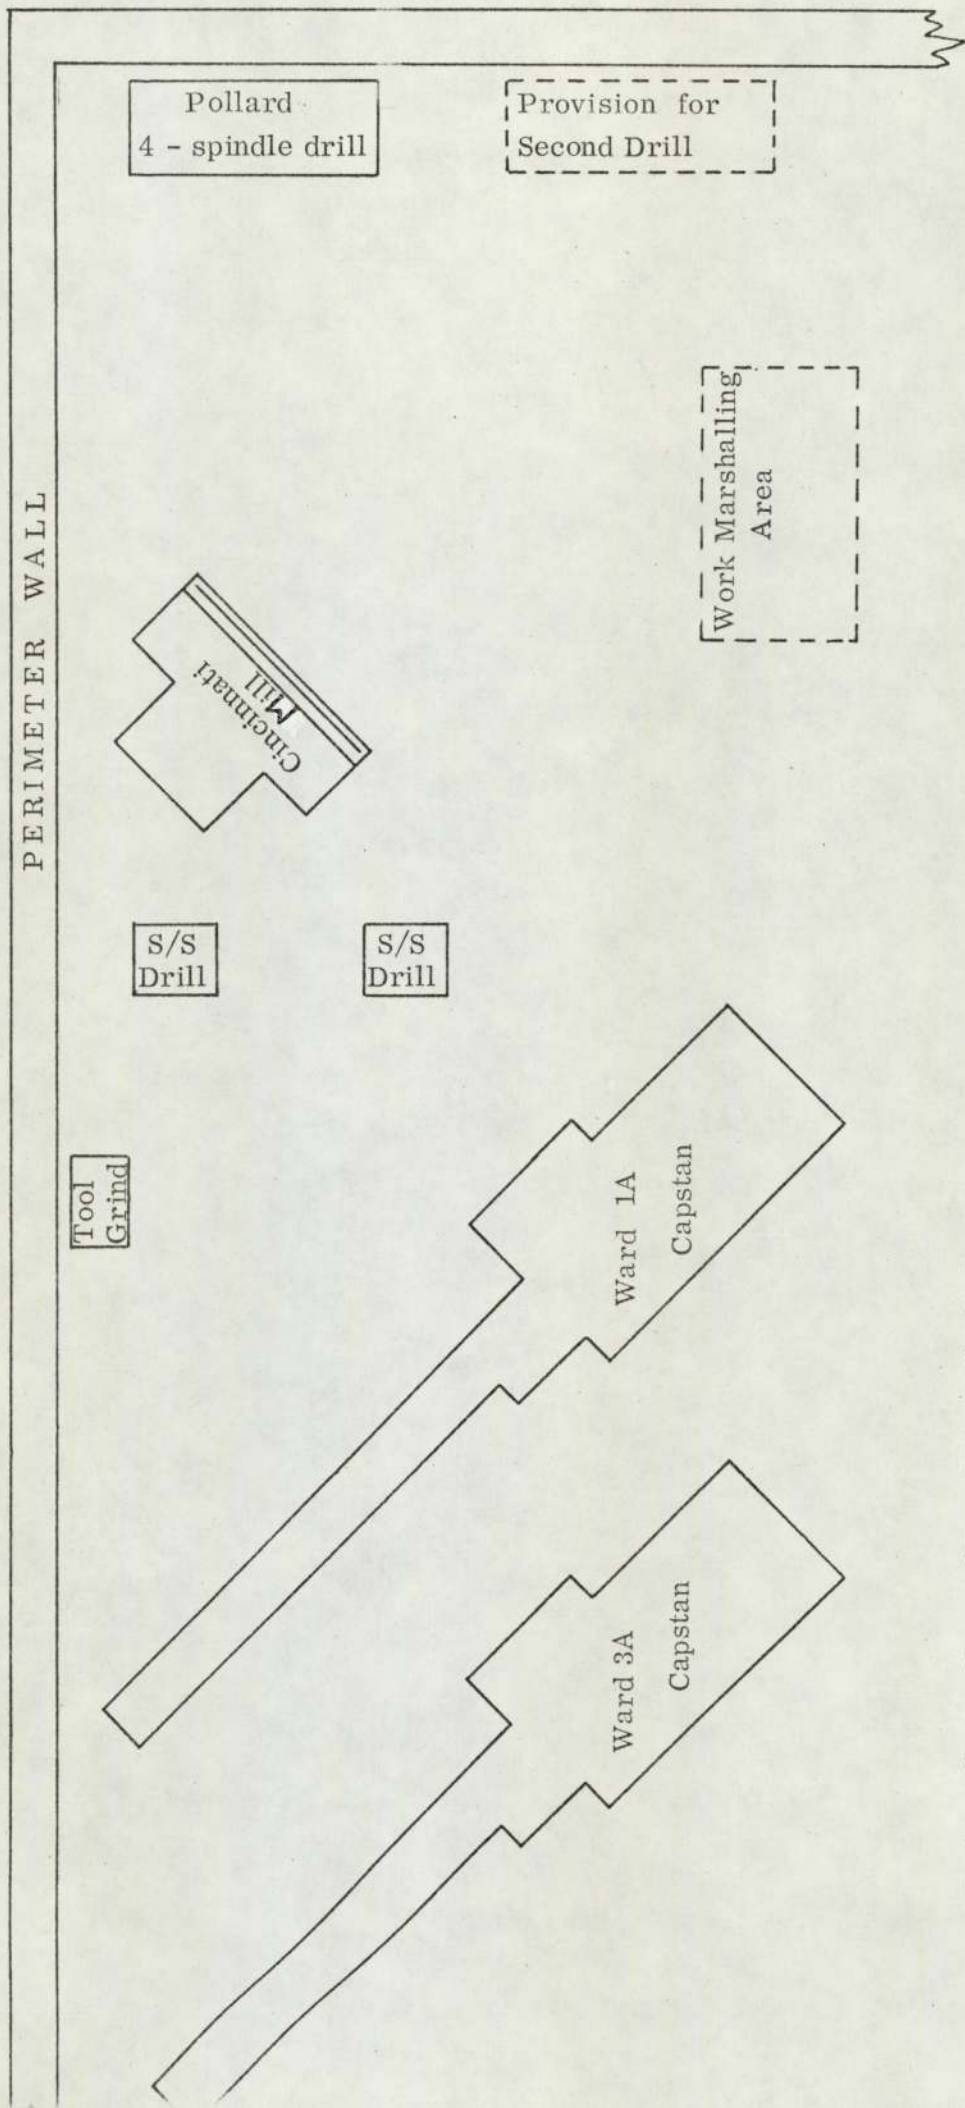 Pollard
4 - spindle drill
Provision for
Second Drill
PERIMETER WALL
Work Marshalling
Area
Cincinnati
Mill
S/S
Drill
S/S
Drill
Tool
Grind
Ward 1A
Capstan
Ward 3A
Capstan